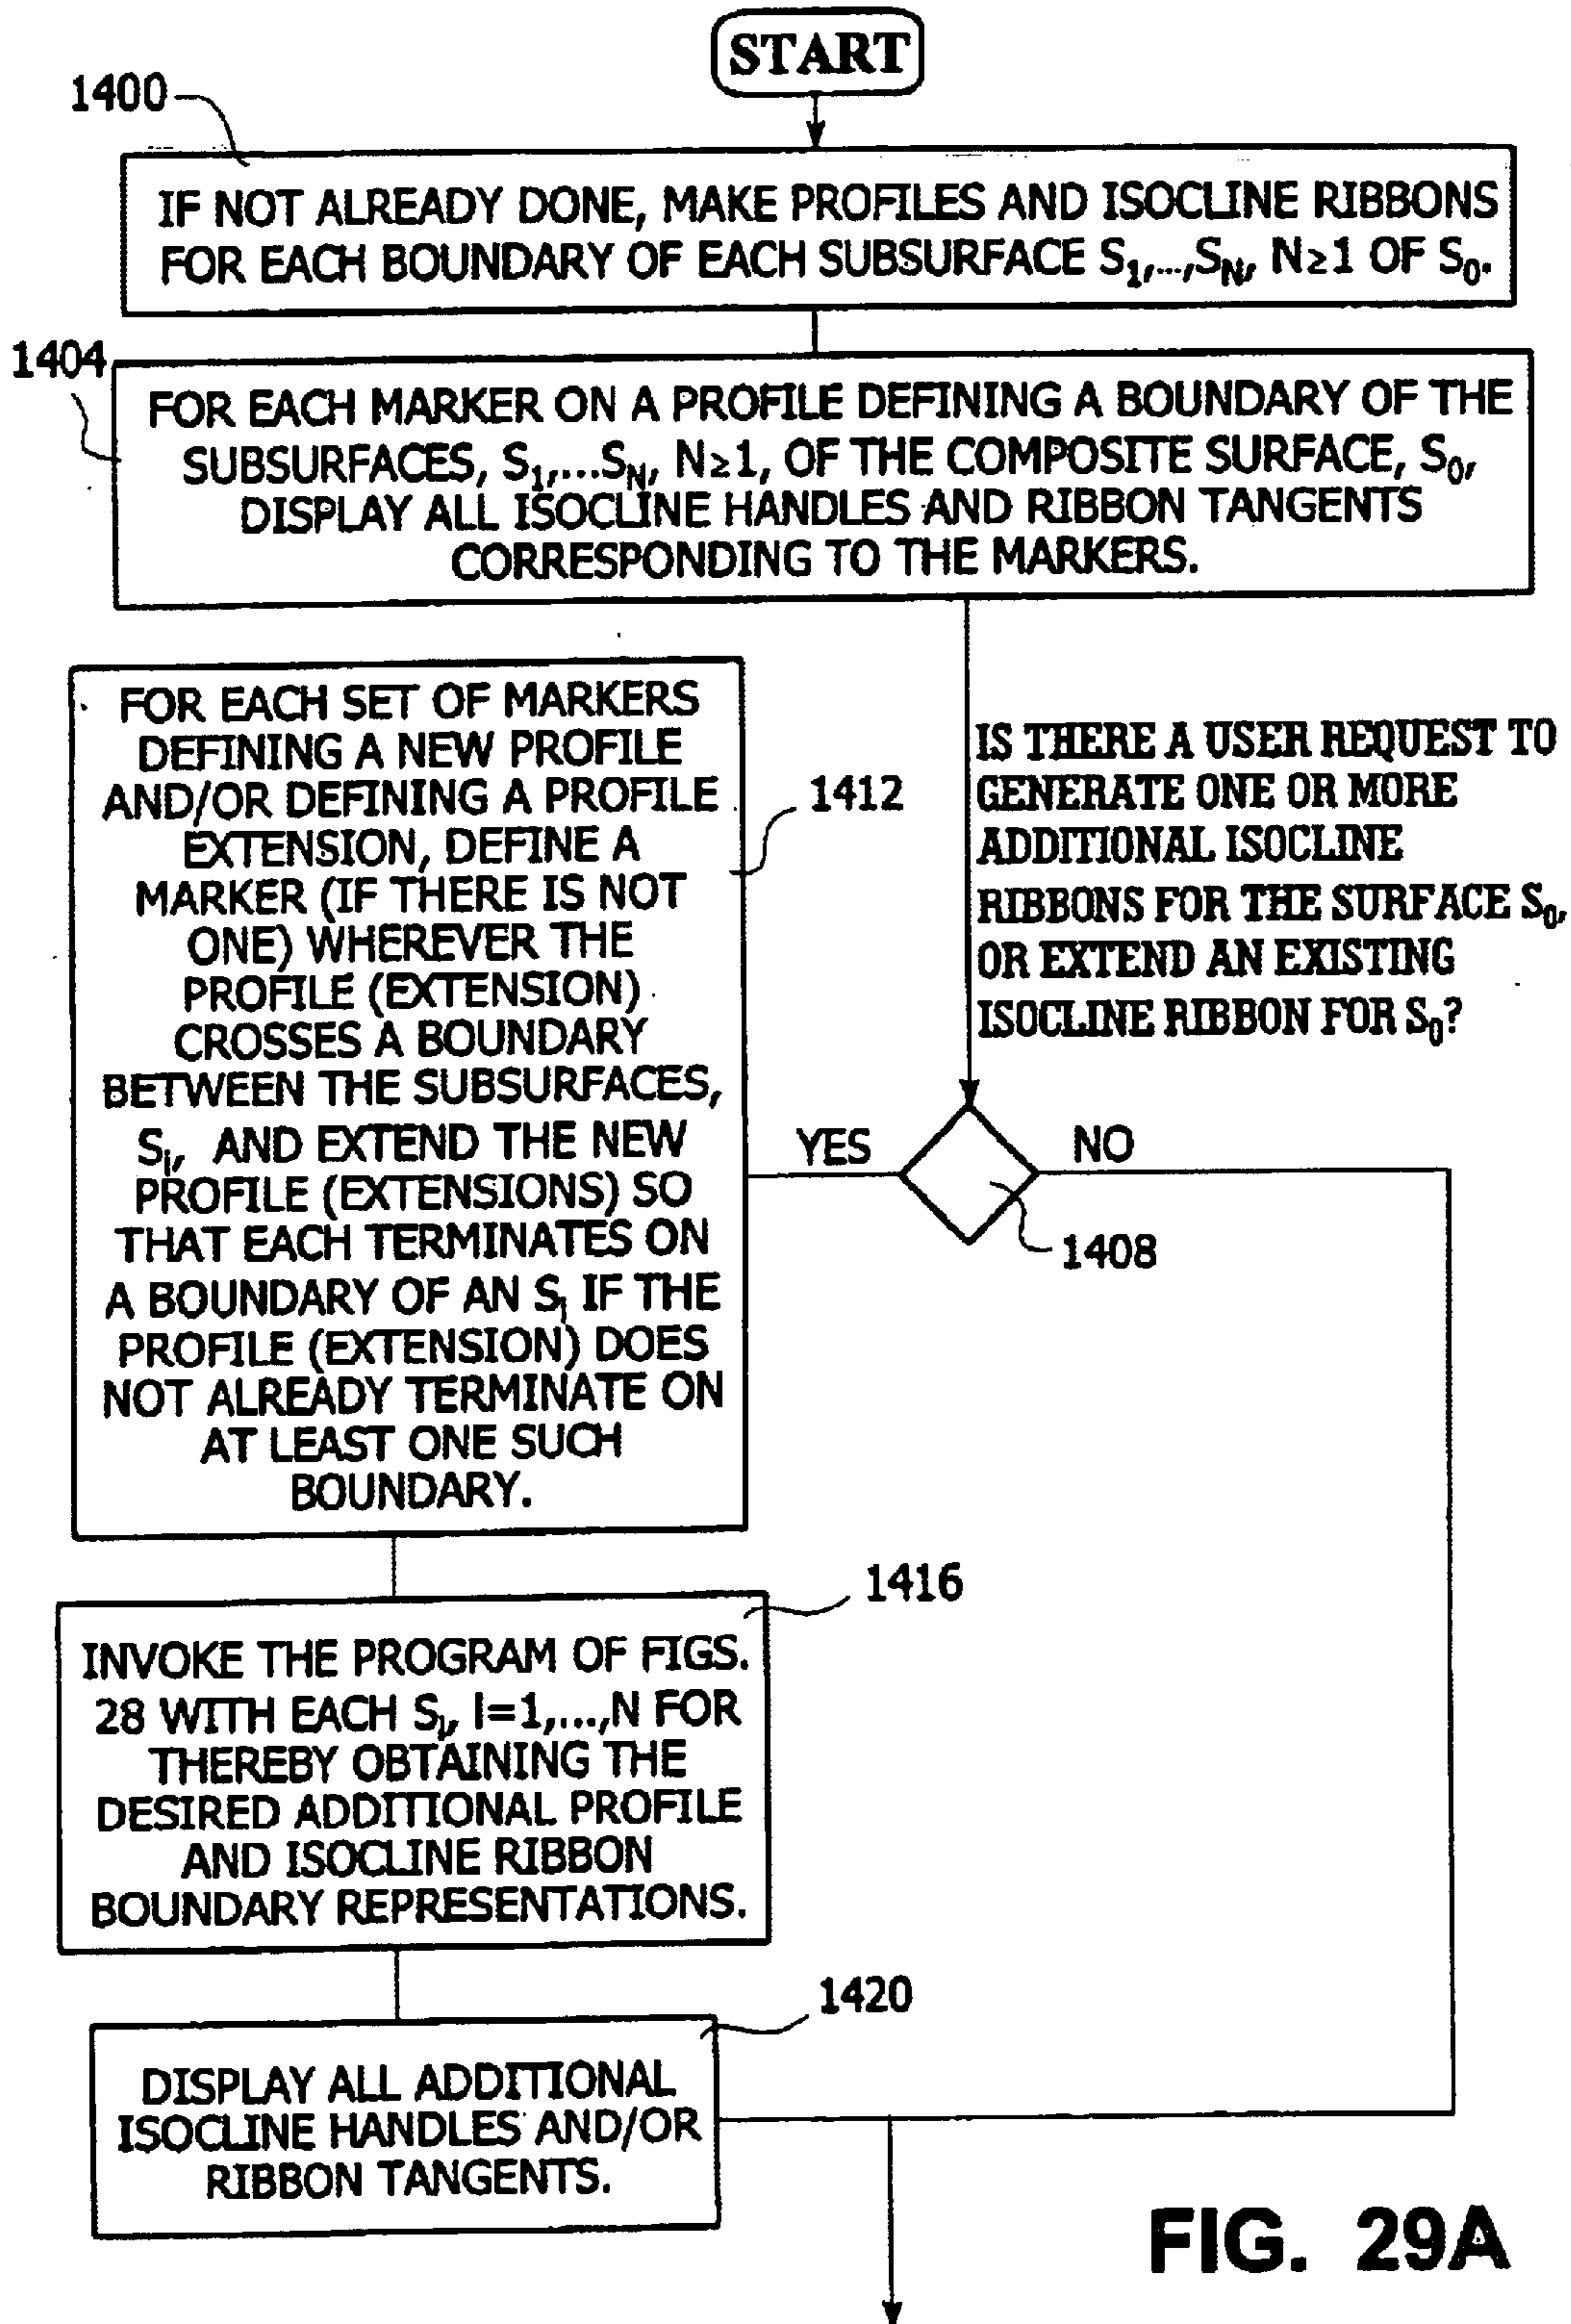 START
1400
IF NOT ALREADY DONE, MAKE PROFILES AND ISOCLINE RIBBONS
FOR EACH BOUNDARY OF EACH SUBSURFACE S₁,...,S_N, N≥1 OF S₀.
1404
FOR EACH MARKER ON A PROFILE DEFINING A BOUNDARY OF THE
SUBSURFACES, S₁,...S_N, N≥1, OF THE COMPOSITE SURFACE, S₀,
DISPLAY ALL ISOCLINE HANDLES AND RIBBON TANGENTS
CORRESPONDING TO THE MARKERS.
IS THERE A USER REQUEST TO
GENERATE ONE OR MORE
ADDITIONAL ISOCLINE
RIBBONS FOR THE SURFACE S₀,
OR EXTEND AN EXISTING
ISOCLINE RIBBON FOR S₀?
YES
NO
1408
FOR EACH SET OF MARKERS
DEFINING A NEW PROFILE
AND/OR DEFINING A PROFILE
EXTENSION, DEFINE A
MARKER (IF THERE IS NOT
ONE) WHEREVER THE
PROFILE (EXTENSION)
CROSSES A BOUNDARY
BETWEEN THE SUBSURFACES,
S_i, AND EXTEND THE NEW
PROFILE (EXTENSIONS) SO
THAT EACH TERMINATES ON
A BOUNDARY OF AN S_i IF THE
PROFILE (EXTENSION) DOES
NOT ALREADY TERMINATE ON
AT LEAST ONE SUCH
BOUNDARY.
1412
1416
INVOKE THE PROGRAM OF FIGS.
28 WITH EACH S_i, I=1,...,N FOR
THEREBY OBTAINING THE
DESIRED ADDITIONAL PROFILE
AND ISOCLINE RIBBON
BOUNDARY REPRESENTATIONS.
1420
DISPLAY ALL ADDITIONAL
ISOCLINE HANDLES AND/OR
RIBBON TANGENTS.
FIG. 29A